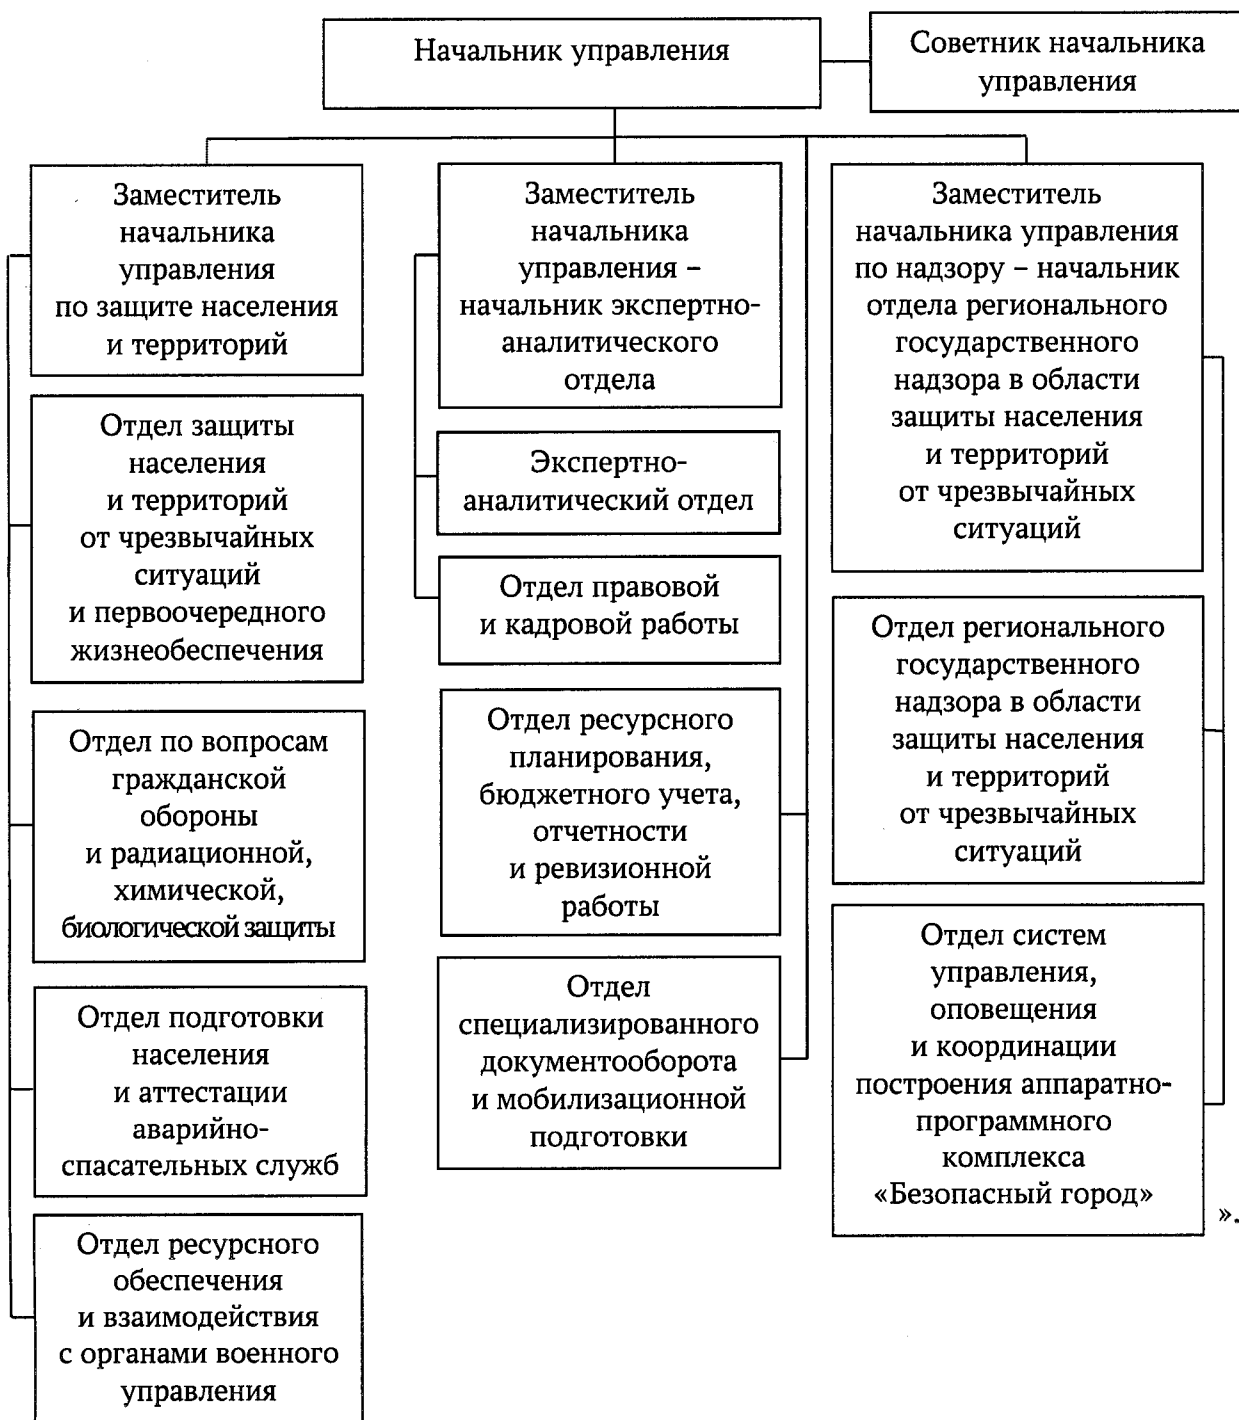 Начальник управления
Советник начальника
управления
Заместитель
начальника
управления
по защите населения
и территорий
Отдел защиты
населения
и территорий
от чрезвычайных
ситуаций
и первоочередного
жизнеобеспечения
Отдел по вопросам
гражданской
обороны
и радиационной,
химической,
биологической защиты
Отдел подготовки
населения
и аттестации
аварийно-
спасательных служб
Отдел ресурсного
обеспечения
и взаимодействия
с органами военного
управления
Заместитель
начальника
управления –
начальник экспертно-
аналитического
отдела
Экспертно-
аналитический отдел
Отдел правовой
и кадровой работы
Отдел ресурсного
планирования,
бюджетного учета,
отчетности
и ревизионной
работы
Отдел
специализированного
документооборота
и мобилизационной
подготовки
Заместитель
начальника управления
по надзору – начальник
отдела регионального
государственного
надзора в области
защиты населения
и территорий
от чрезвычайных
ситуаций
Отдел регионального
государственного
надзора в области
защиты населения
и территорий
от чрезвычайных
ситуаций
Отдел систем
управления,
оповещения
и координации
построения аппаратно-
программного
комплекса
«Безопасный город»
».